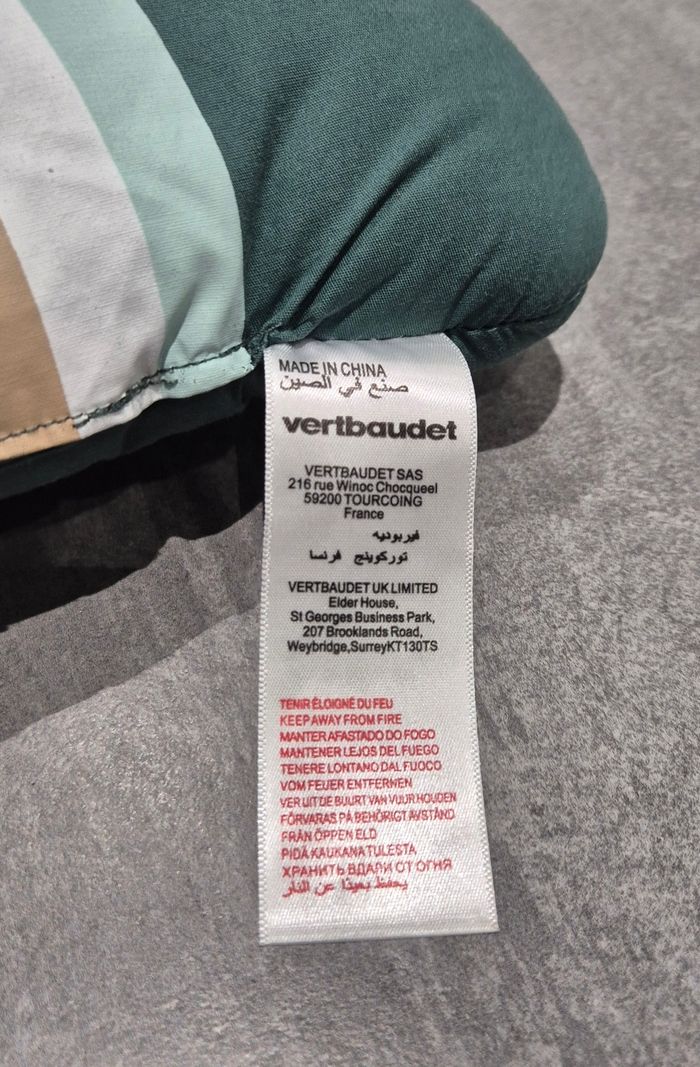 MADE IN CHINA
صنع في الصين
vertbaudet
VERTBAUDET SAS
216 rue Winoc Chocqueel
59200 TOURCOING
France
فيربوديه
توركوينج فرنسا
VERTBAUDET UK LIMITED
Elder House,
St Georges Business Park,
207 Brooklands Road,
Weybridge,SurreyKT130TS
TENIR ÉLOIGNÉ DU FEU
KEEP AWAY FROM FIRE
MANTER AFASTADO DO FOGO
MANTENER LEJOS DEL FUEGO
TENERE LONTANO DAL FUOCO
VOM FEUER ENTFERNEN
VER UIT DE BUURT VAN VUUR HOUDEN
FÖRVARAS PÅ BEHÖRIGT AVSTÅND
FRÅN ÖPPEN ELD
PIDÄ KAUKANA TULESTA
ХРАНИТЬ ВДАЛИ ОТ ОГНЯ
يحفظ بعيدًا عن النار